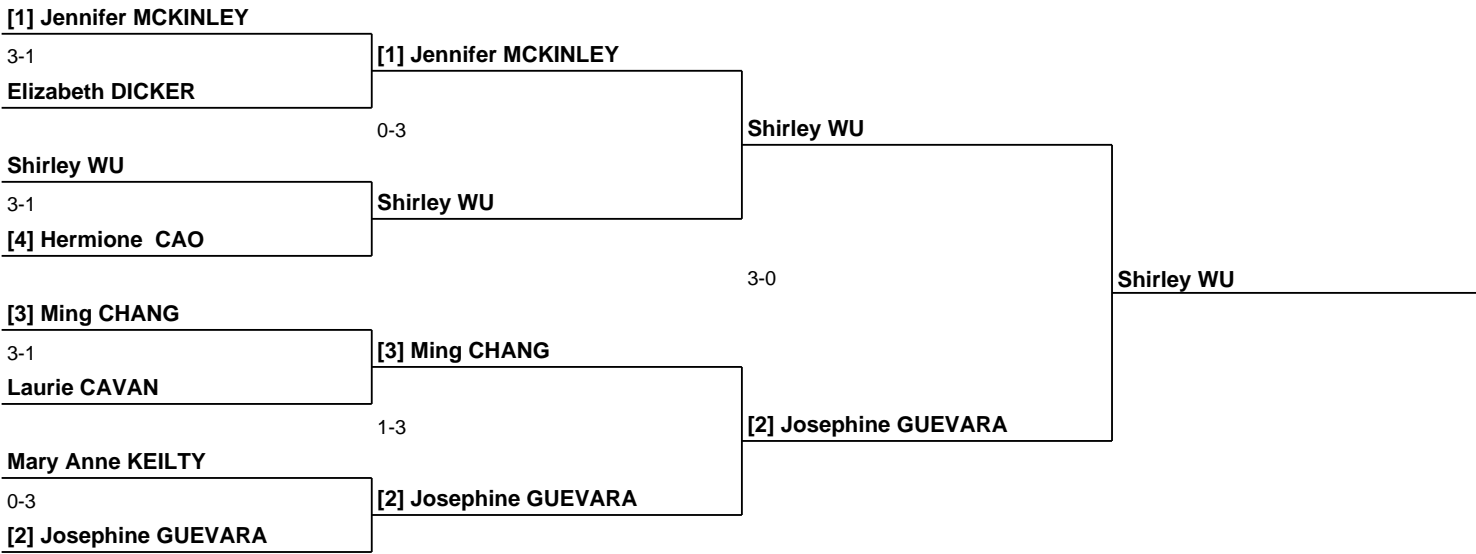 [1] Jennifer MCKINLEY
3-1
[1] Jennifer MCKINLEY
Elizabeth DICKER
0-3
Shirley WU
Shirley WU
3-1
Shirley WU
[4] Hermione  CAO
3-0
Shirley WU
[3] Ming CHANG
3-1
[3] Ming CHANG
Laurie CAVAN
1-3
[2] Josephine GUEVARA
Mary Anne KEILTY
0-3
[2] Josephine GUEVARA
[2] Josephine GUEVARA